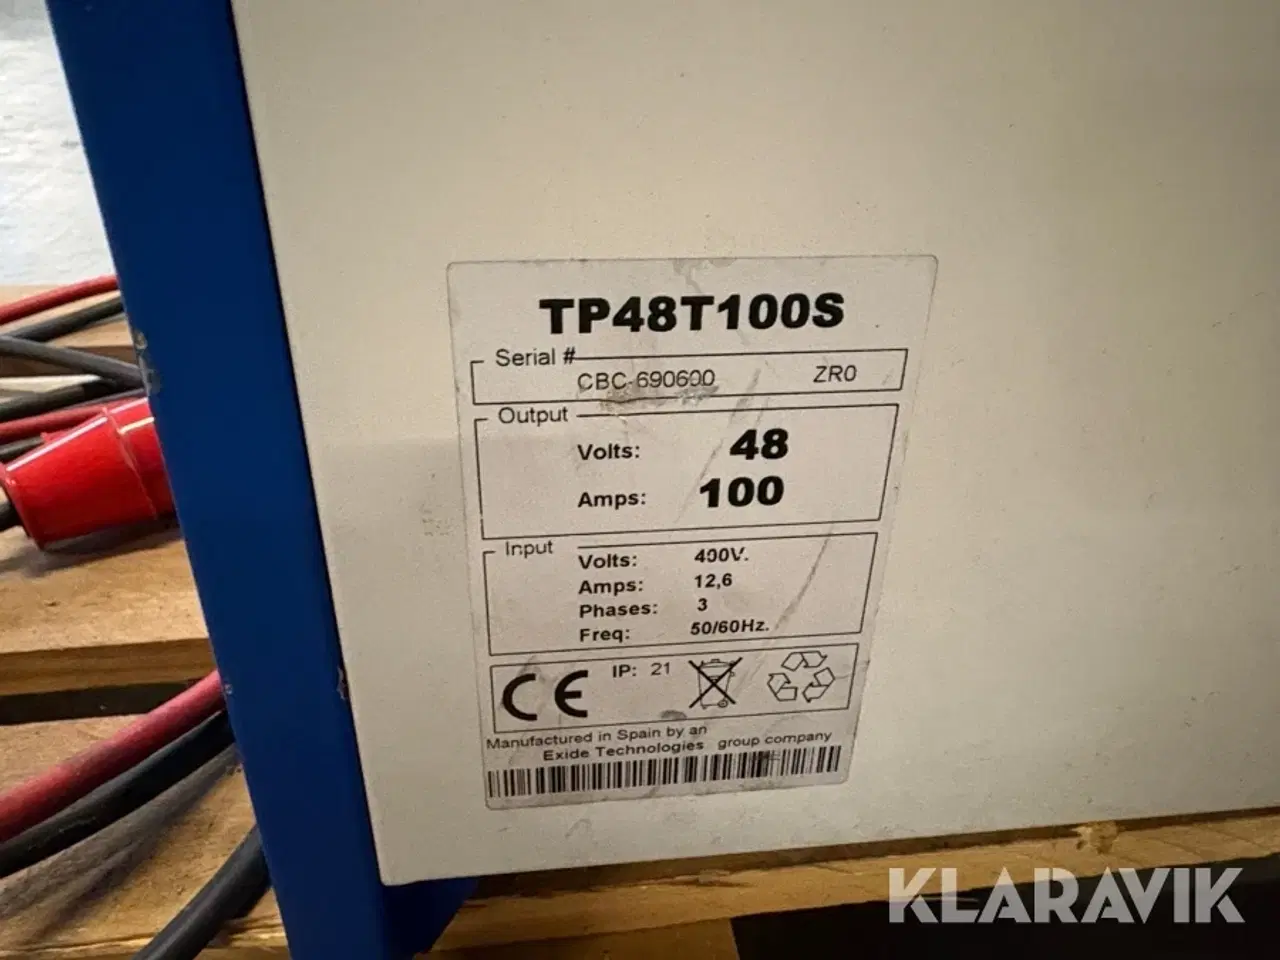 TP48T100S
Serial #
CBC-690600 ZR0
Output
Volts: 48
Amps: 100
Input
Volts: 400V.
Amps: 12,6
Phases: 3
Freq: 50/60Hz.
CE IP: 21
Manufactured in Spain by an
Exide Technologies group company
KLARAVIK